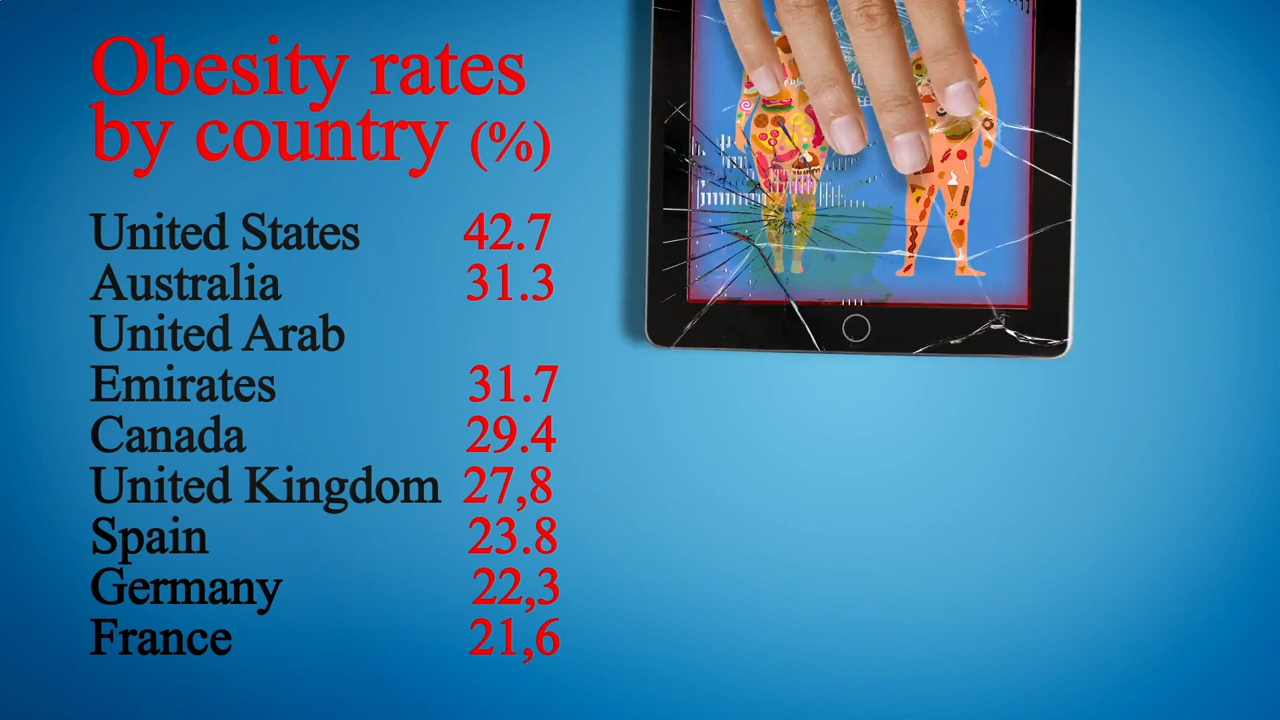 Obesity rates
by country (%)
United States 42.7
Australia 31.3
United Arab
Emirates 31.7
Canada 29.4
United Kingdom 27,8
Spain 23.8
Germany 22,3
France 21,6